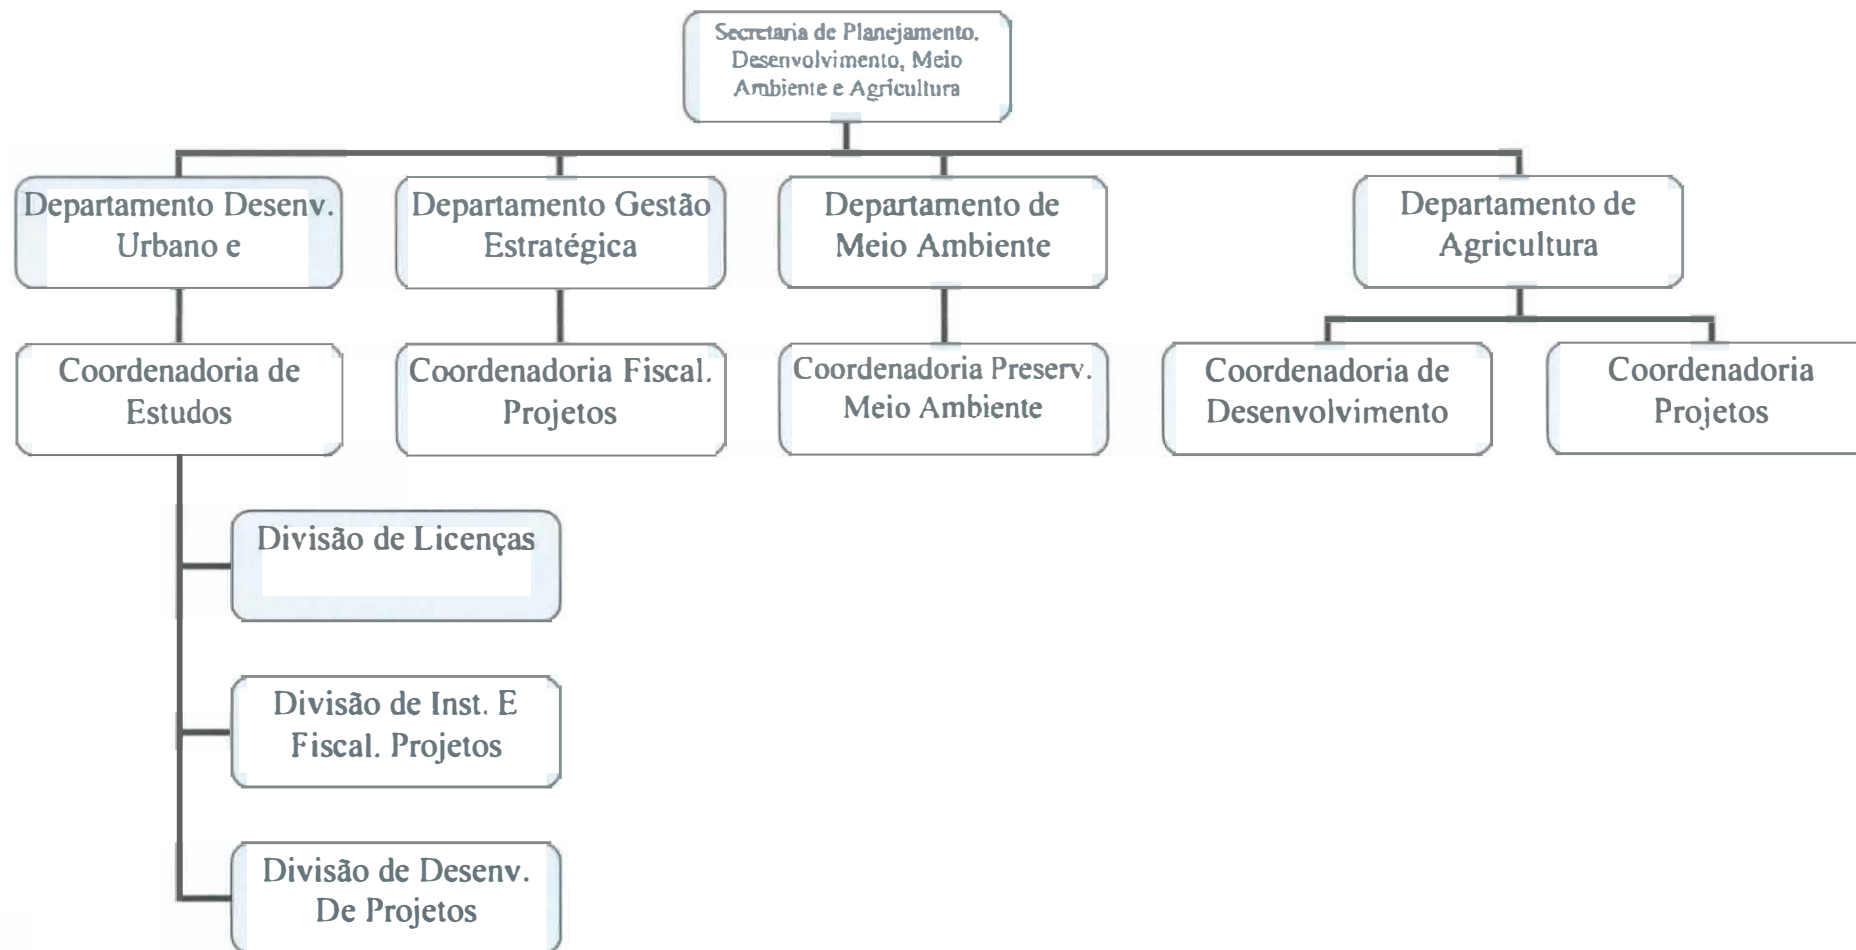 Secretaria de Planejamento,
Desenvolvimento, Meio
Ambiente e Agricultura
Departamento Desenv.
Urbano e
Departamento Gestão
Estratégica
Departamento de
Meio Ambiente
Departamento de
Agricultura
Coordenadoria de
Estudos
Coordenadoria Fiscal.
Projetos
Coordenadoria Preserv.
Meio Ambiente
Coordenadoria de
Desenvolvimento
Coordenadoria
Projetos
Divisão de Licenças
Divisão de Inst. E
Fiscal. Projetos
Divisão de Desenv.
De Projetos